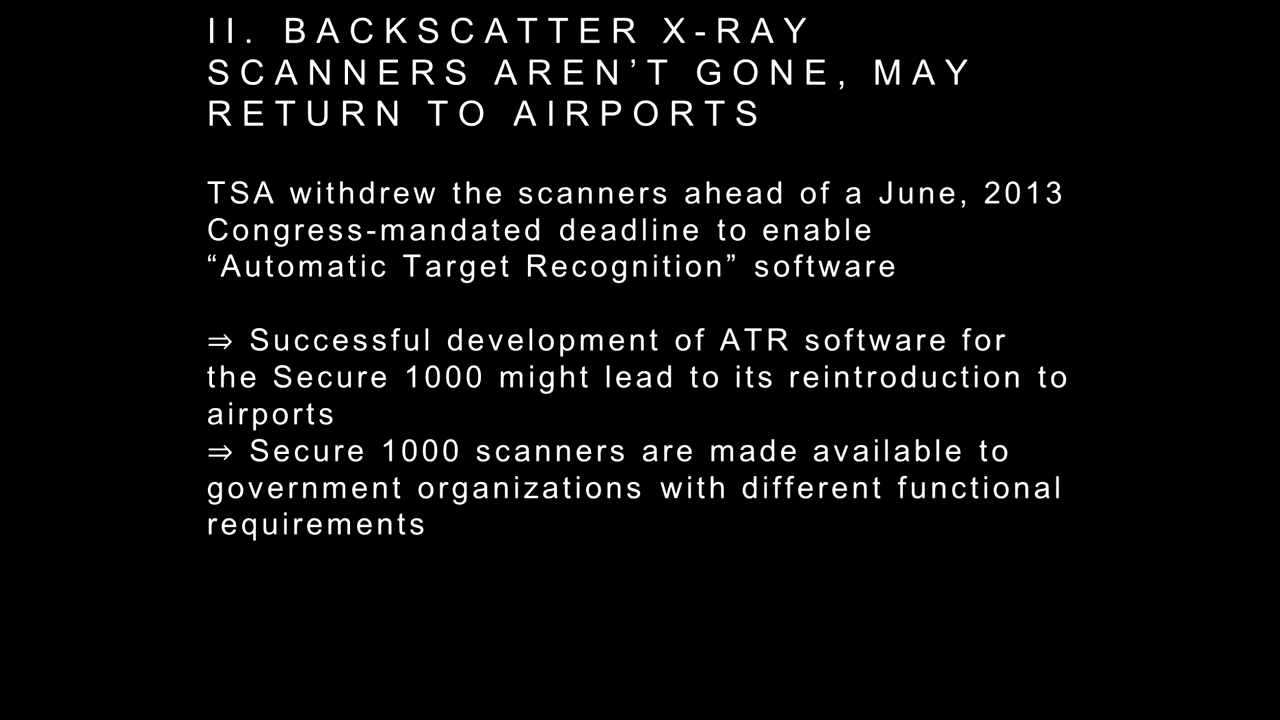 II. BACKSCATTER X-RAY
SCANNERS AREN’T GONE, MAY
RETURN TO AIRPORTS
TSA withdrew the scanners ahead of a June, 2013
Congress-mandated deadline to enable
“Automatic Target Recognition” software
⇒ Successful development of ATR software for
the Secure 1000 might lead to its reintroduction to
airports
⇒ Secure 1000 scanners are made available to
government organizations with different functional
requirements